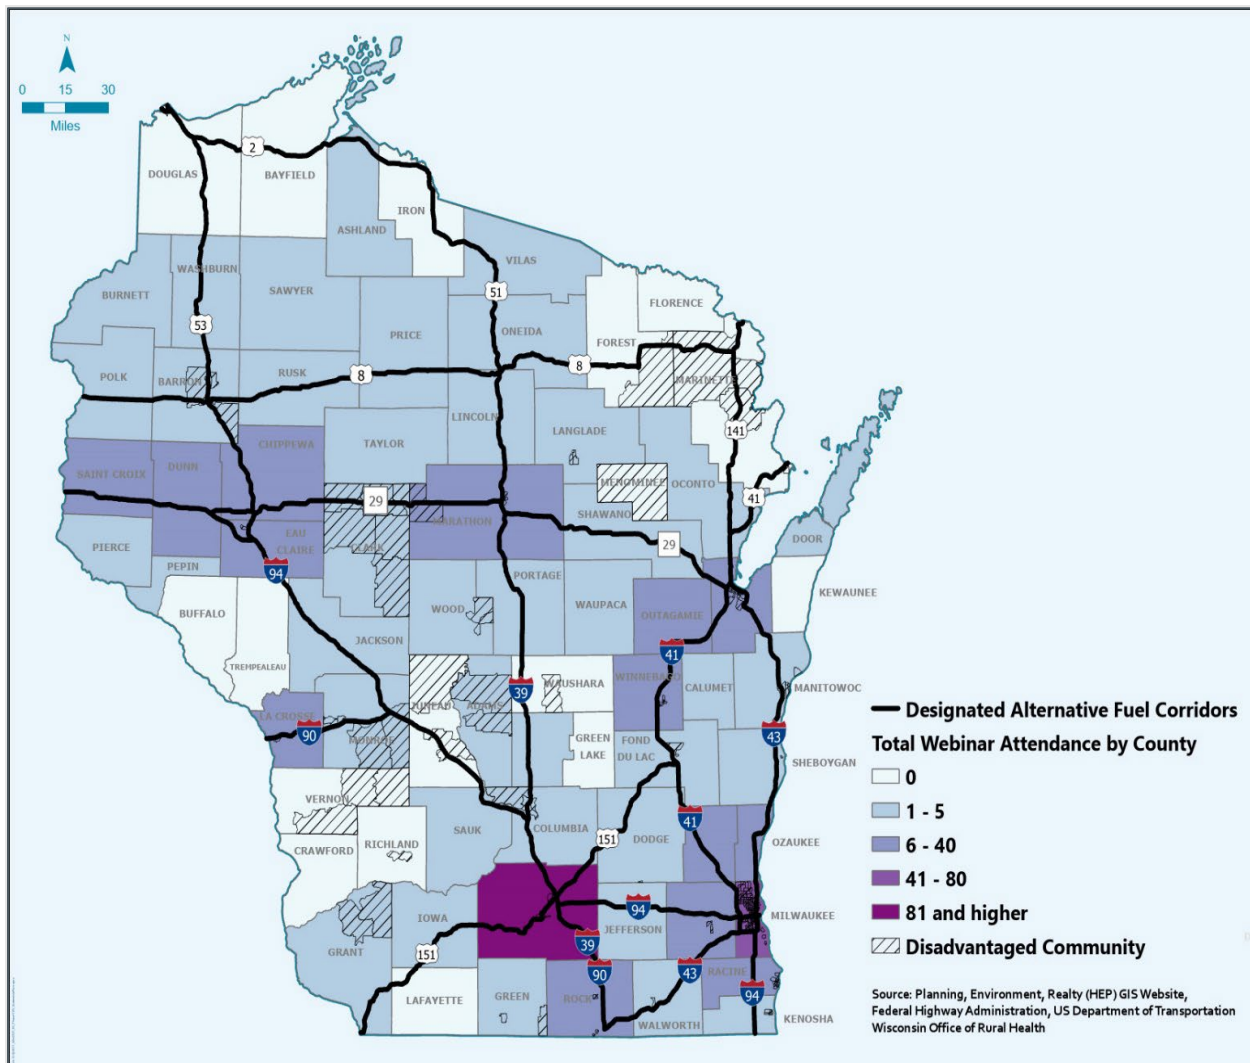 N
0 15 30
Miles
2
DOUGLAS
BAYFIELD
IRON
ASHLAND
VILAS
WASHBURN
BURNETT
SAWYER
51
FLORENCE
53
PRICE
ONEIDA
FOREST
8
POLK
BARRON
RUSK
8
MARINETTE
LINCOLN
141
CHIPPEWA
TAYLOR
LANGLADE
SAINT CROIX
DUNN
MENOMINEE
OCONTO
29
41
MARATHON
SHAWANO
EAU
CLAIRE
CLARK
29
DOOR
PIERCE
PEPIN
94
PORTAGE
KEWAUNEE
BUFFALO
WOOD
WAUPACA
OUTAGAMIE
JACKSON
41
TREMPEALEAU
WAUSHARA
WINNEBAGO
CALUMET
MANITOWOC
39
JUNEAU
ADAMS
LA CROSSE
90
MONROE
GREEN
LAKE
FOND
DU LAC
43
SHEBOYGAN
VERNON
41
SAUK
COLUMBIA
151
DODGE
OZAUKEE
CRAWFORD
RICHLAND
94
MILWAUKEE
IOWA
JEFFERSON
39
GRANT
151
90
43
RACINE
LAFAYETTE
GREEN
ROCK
94
WALWORTH
KENOSHA
Designated Alternative Fuel Corridors
Total Webinar Attendance by County
0
1 - 5
6 - 40
41 - 80
81 and higher
Disadvantaged Community
Source: Planning, Environment, Realty (HEP) GIS Website,
Federal Highway Administration, US Department of Transportation
Wisconsin Office of Rural Health